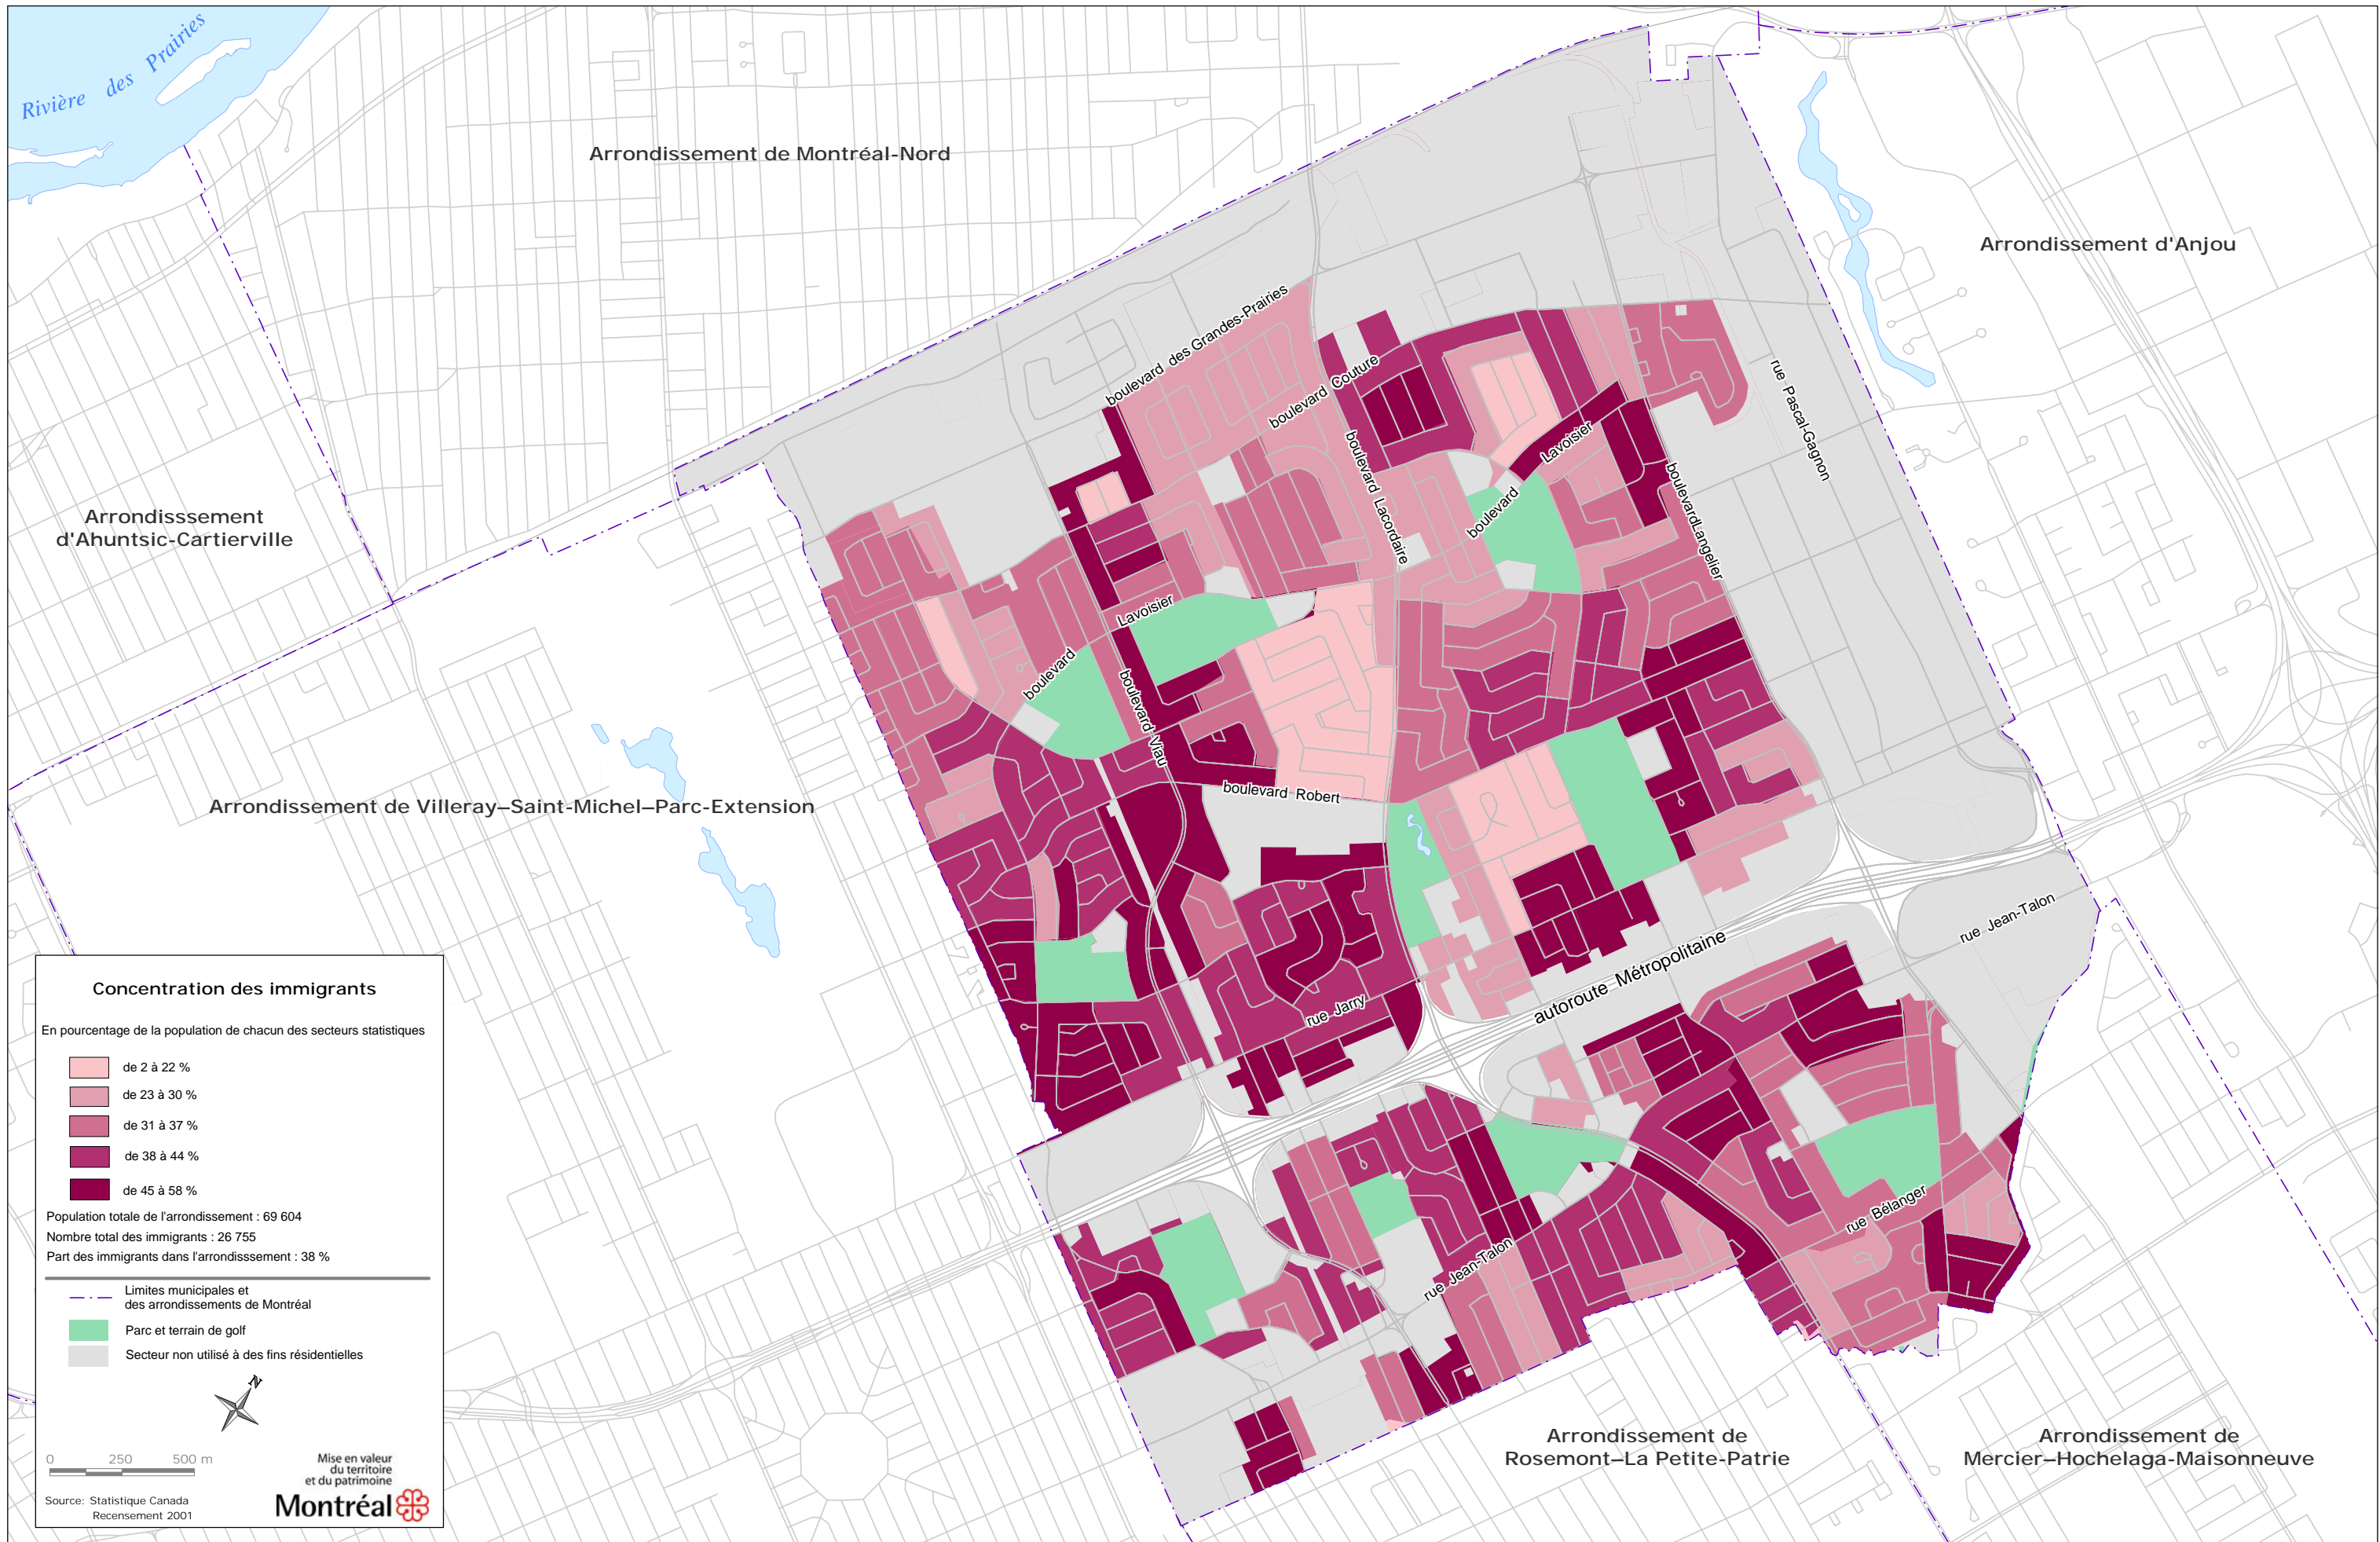 Rivière des Prairies
Arrondissement de Montréal-Nord
Arrondissement d'Anjou
Arrondisssement
d'Ahuntsic-Cartierville
Arrondissement de Villeray–Saint-Michel–Parc-Extension
boulevard des Grandes-Prairies
boulevard Couture
boulevard Lacordaire
boulevard Lavoisier
rue Pascal-Gagnon
boulevard Langelier
boulevard Lavoisier
boulevard Viau
boulevard Robert
rue Jarry
autoroute Métropolitaine
rue Jean-Talon
rue Bélanger
rue Jean-Talon
Arrondissement de
Rosemont–La Petite-Patrie
Arrondissement de
Mercier–Hochelaga-Maisonneuve
Concentration des immigrants
En pourcentage de la population de chacun des secteurs statistiques
de 2 à 22 %
de 23 à 30 %
de 31 à 37 %
de 38 à 44 %
de 45 à 58 %
Population totale de l'arrondissement : 69 604
Nombre total des immigrants : 26 755
Part des immigrants dans l'arrondisssement : 38 %
Limites municipales et
des arrondissements de Montréal
Parc et terrain de golf
Secteur non utilisé à des fins résidentielles
N
0 250 500 m
Source: Statistique Canada
Recensement 2001
Mise en valeur
du territoire
et du patrimoine
Montréal